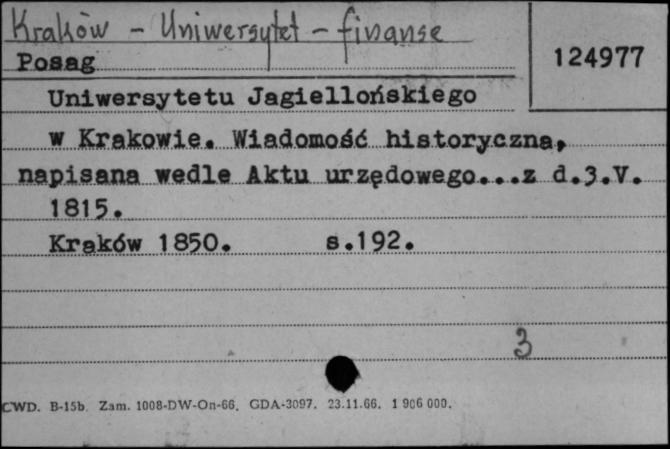 Kraków - Uniwersytet - finanse
Posag
124977
Uniwersytetu Jagiellońskiego
w Krakowie. Wiadomość historyczna,
napisana wedle Aktu urzędowego...z d.3.V.
1815.
Kraków 1850. s.192.
3
CWD. B-15b. Zam. 1008-DW-On-66. GDA-3097. 23.11.66. 1 906 000.